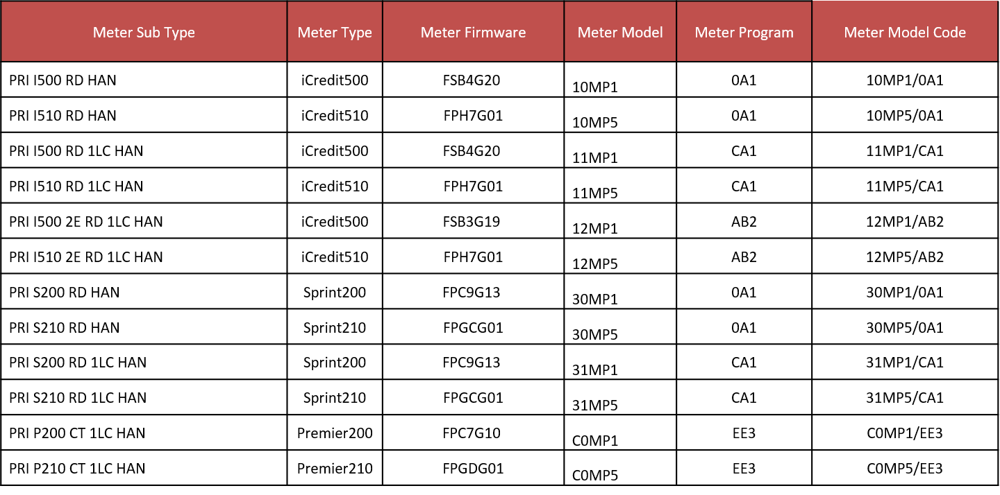 Meter Sub Type Meter Type Meter Firmware Meter Model Meter Program Meter Model Code
PRI I500 RD HAN iCredit500 FSB4G20 10MP1 0A1 10MP1/0A1
PRI I510 RD HAN iCredit510 FPH7G01 10MP5 0A1 10MP5/0A1
PRI I500 RD 1LC HAN iCredit500 FSB4G20 11MP1 CA1 11MP1/CA1
PRI I510 RD 1LC HAN iCredit510 FPH7G01 11MP5 CA1 11MP5/CA1
PRI I500 2E RD 1LC HAN iCredit500 FSB3G19 12MP1 AB2 12MP1/AB2
PRI I510 2E RD 1LC HAN iCredit510 FPH7G01 12MP5 AB2 12MP5/AB2
PRI S200 RD HAN Sprint200 FPC9G13 30MP1 0A1 30MP1/0A1
PRI S210 RD HAN Sprint210 FPGCG01 30MP5 0A1 30MP5/0A1
PRI S200 RD 1LC HAN Sprint200 FPC9G13 31MP1 CA1 31MP1/CA1
PRI S210 RD 1LC HAN Sprint210 FPGCG01 31MP5 CA1 31MP5/CA1
PRI P200 CT 1LC HAN Premier200 FPC7G10 C0MP1 EE3 C0MP1/EE3
PRI P210 CT 1LC HAN Premier210 FPGDG01 C0MP5 EE3 C0MP5/EE3